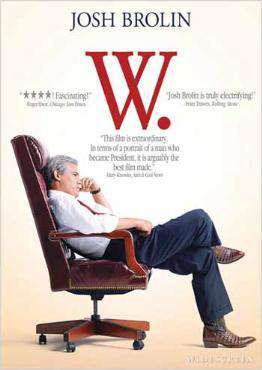 JOSH BROLIN
W.
"★★★★! Fascinating!"
Roger Ebert, Chicago Sun-Times
"Josh Brolin is truly electrifying!"
Peter Travers, Rolling Stone
"This film is extraordinary.
In terms of a portrait of a man who
became President, it is arguably the
best film made."
WIDESCREEN